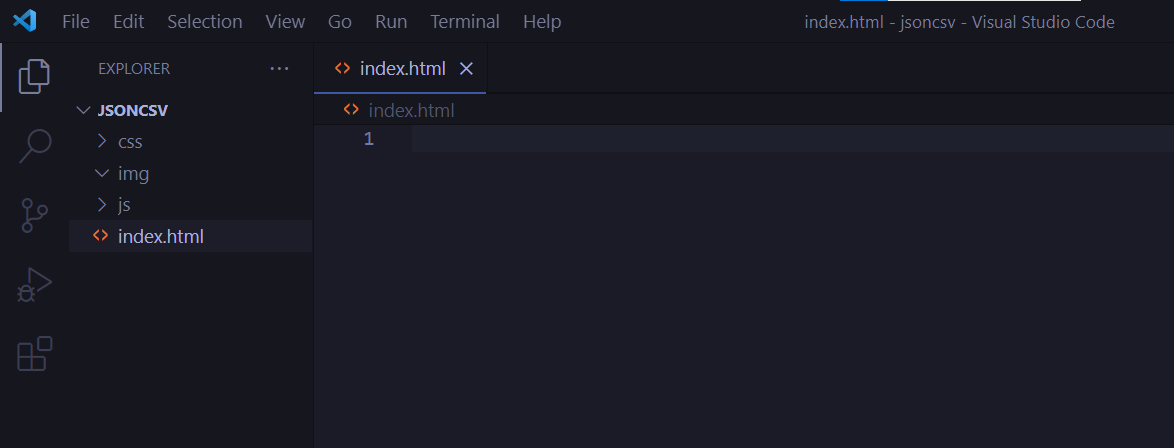 File Edit Selection View Go Run Terminal Help index.html - jsoncsv - Visual Studio Code
EXPLORER
JSONCSV
css
img
js
index.html
index.html
index.html
1